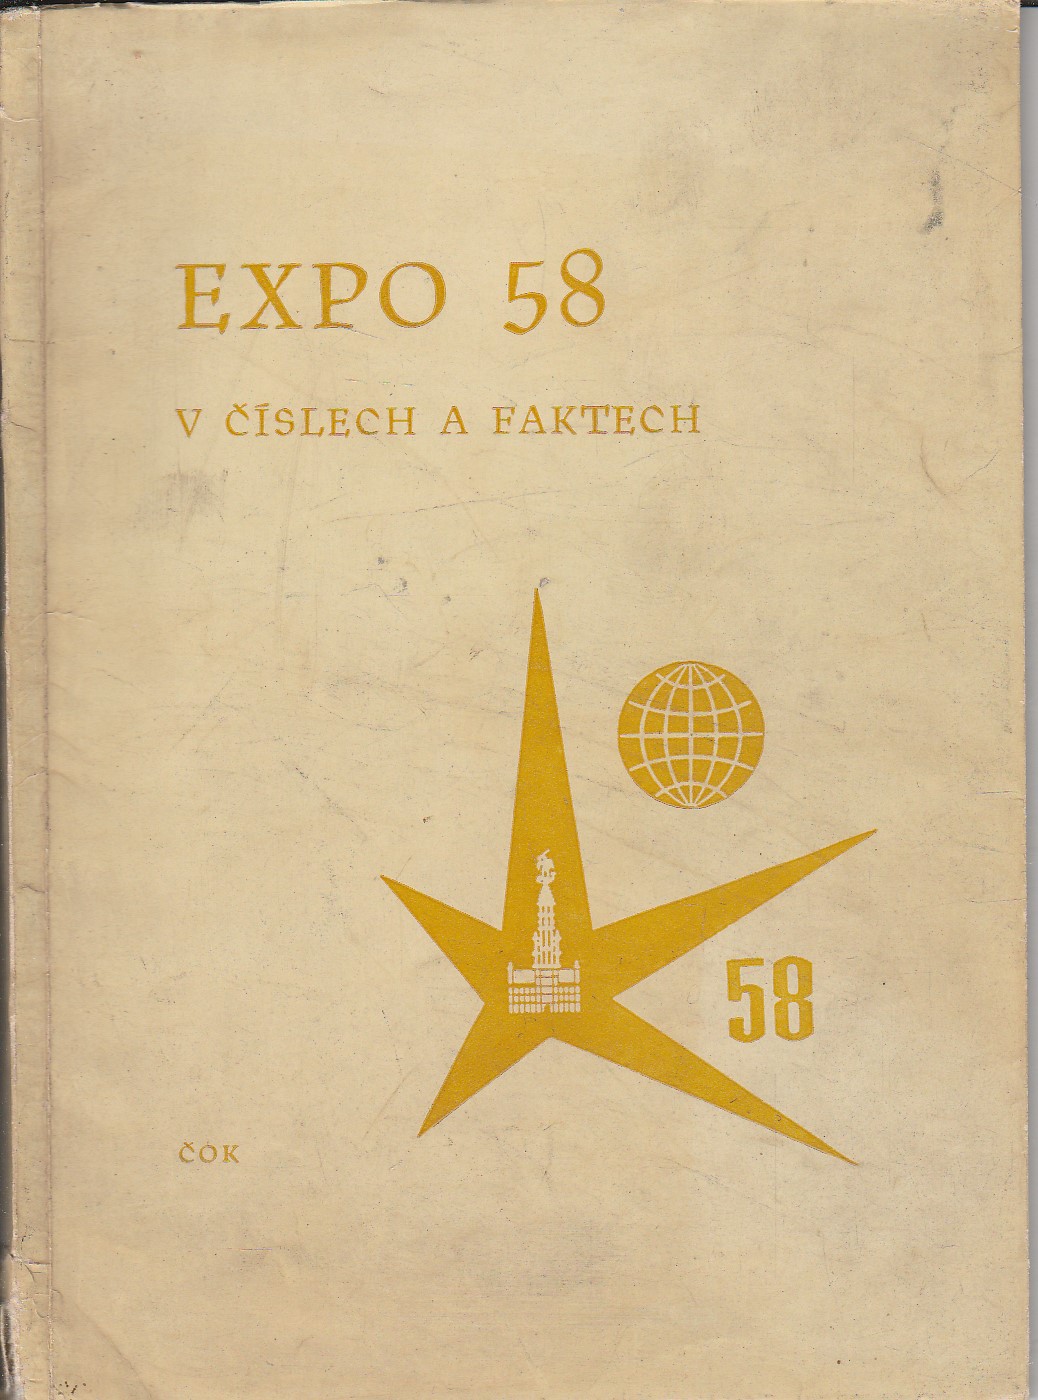 EXPO 58
V ČÍSLECH A FAKTECH
58
ČOK